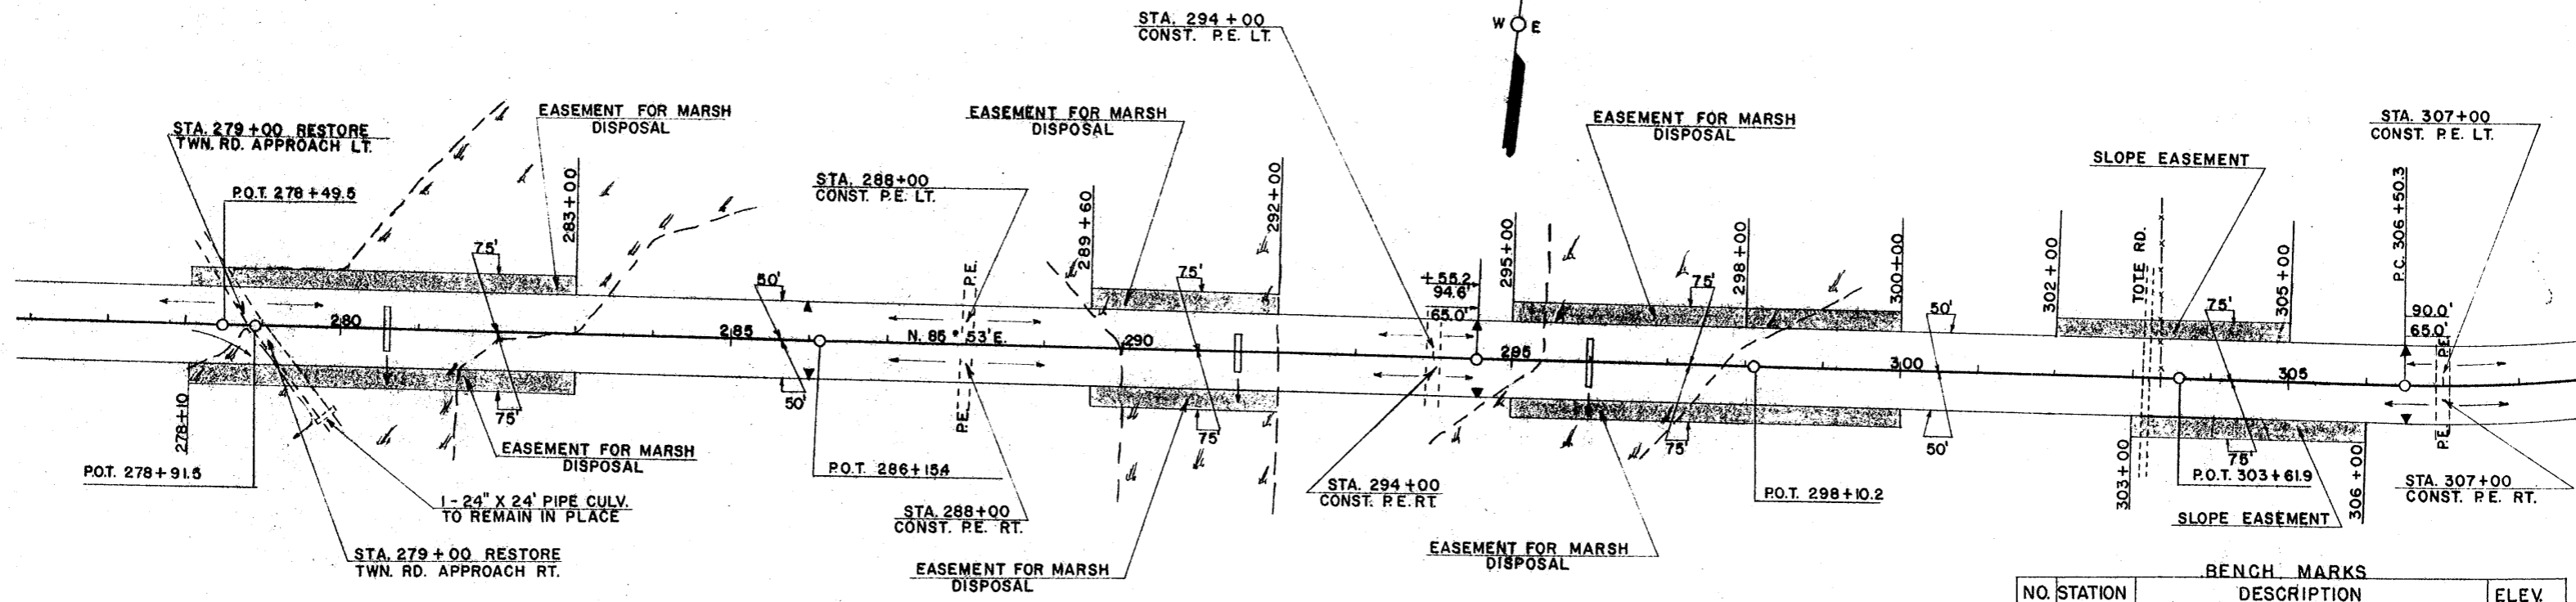 STA. 294 + 00
CONST. P.E. LT.
W E
STA. 279+00 RESTORE
TWN. RD. APPROACH LT.
EASEMENT FOR MARSH
DISPOSAL
EASEMENT FOR MARSH
DISPOSAL
EASEMENT FOR MARSH
DISPOSAL
STA. 307+00
CONST. P.E. LT.
SLOPE EASEMENT
P.O.T. 278+49.5
283+00
STA. 288+00
CONST. P.E. LT.
289+60
292+00
295+00
298+00
300+00
302+00
TOTE RD.
305+00
P.C. 306+50.3
75'
50'
P.E.
75'
+55.2
94.6'
65.0'
75'
50'
75'
90.0'
65.0'
P.E.
280
285
N. 85° 53' E.
290
295
300
305
278+10
75'
50'
P.E.
75'
75'
50'
75'
P.E.
303+00
306+00
P.O.T. 278+91.5
EASEMENT FOR MARSH
DISPOSAL
P.O.T. 286+15.4
STA. 294+00
CONST. P.E. RT.
P.O.T. 298+10.2
P.O.T. 303+61.9
STA. 307+00
CONST. P.E. RT.
1-24" X 24' PIPE CULV.
TO REMAIN IN PLACE
STA. 288+00
CONST. P.E. RT.
SLOPE EASEMENT
STA. 279+00 RESTORE
TWN. RD. APPROACH RT.
EASEMENT FOR MARSH
DISPOSAL
EASEMENT FOR MARSH
DISPOSAL
BENCH MARKS
NO. STATION DESCRIPTION ELEV.